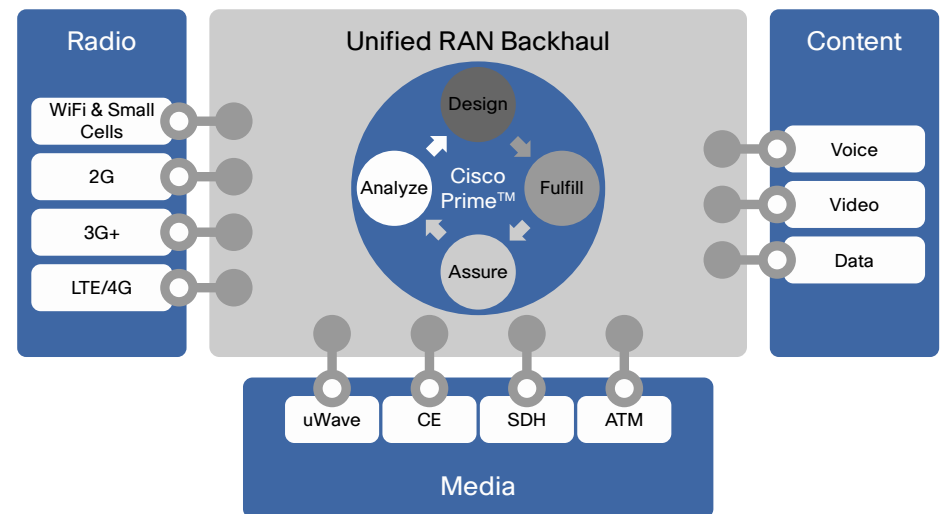 Radio
WiFi & Small
Cells
2G
3G+
LTE/4G
Unified RAN Backhaul
Design
Analyze
Cisco
Prime™
Fulfill
Assure
Content
Voice
Video
Data
uWave
CE
SDH
ATM
Media